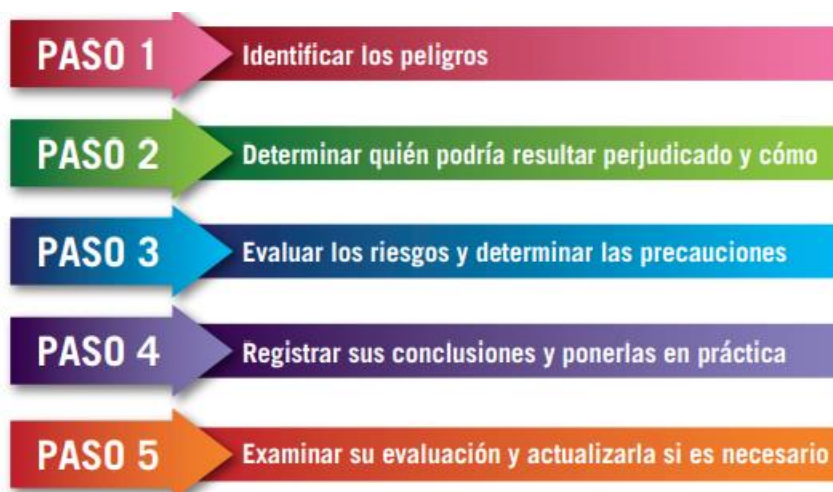 PASO 1 Identificar los peligros
PASO 2 Determinar quién podría resultar perjudicado y cómo
PASO 3 Evaluar los riesgos y determinar las precauciones
PASO 4 Registrar sus conclusiones y ponerlas en práctica
PASO 5 Examinar su evaluación y actualizarla si es necesario